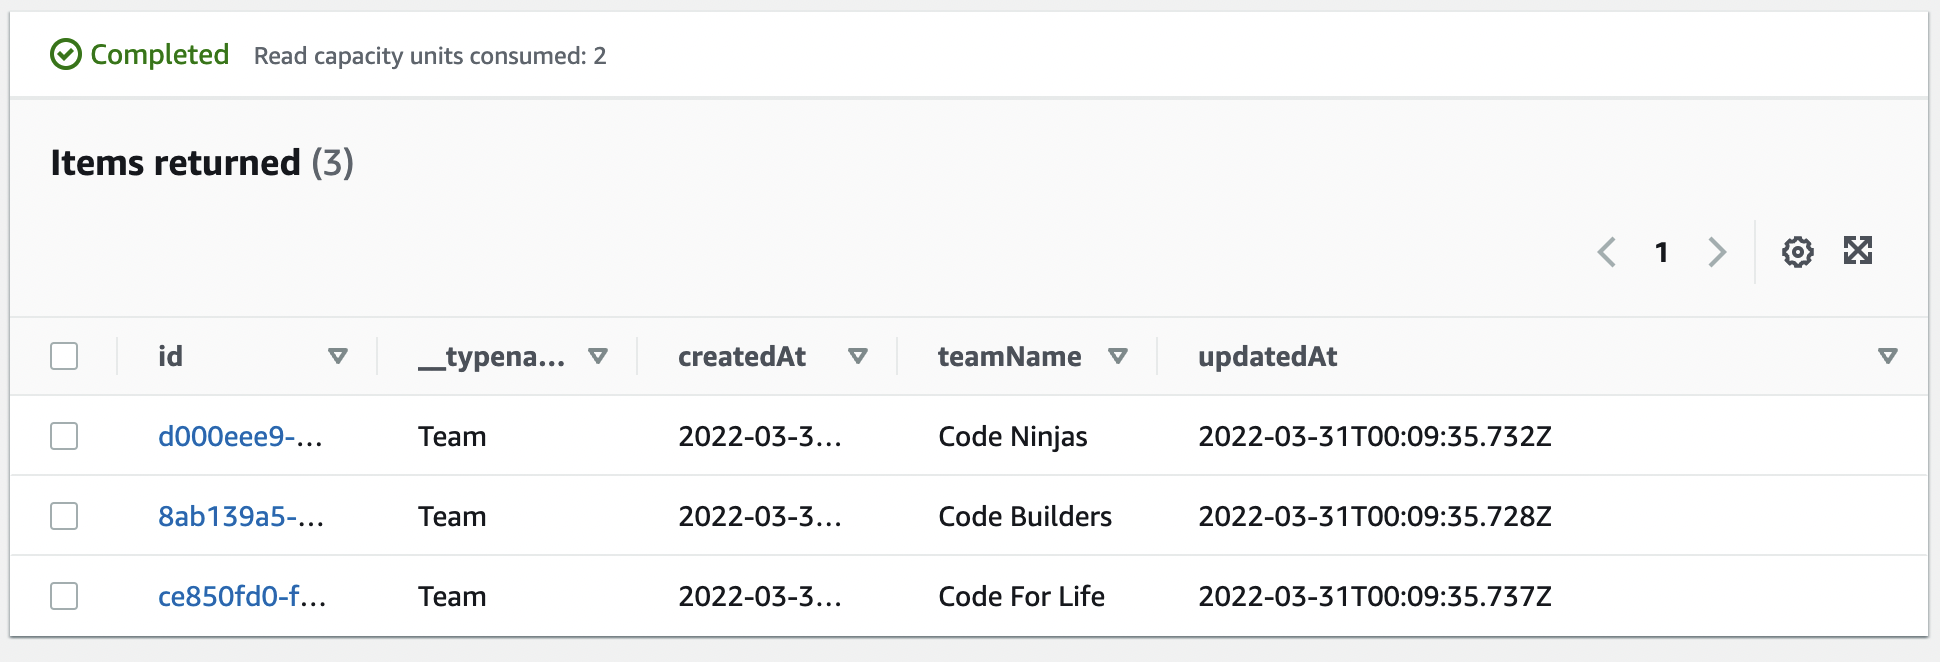 Completed Read capacity units consumed: 2
Items returned (3)
1
id __typena... createdAt teamName updatedAt
d000eee9-... Team 2022-03-3... Code Ninjas 2022-03-31T00:09:35.732Z
8ab139a5-... Team 2022-03-3... Code Builders 2022-03-31T00:09:35.728Z
ce850fd0-f... Team 2022-03-3... Code For Life 2022-03-31T00:09:35.737Z